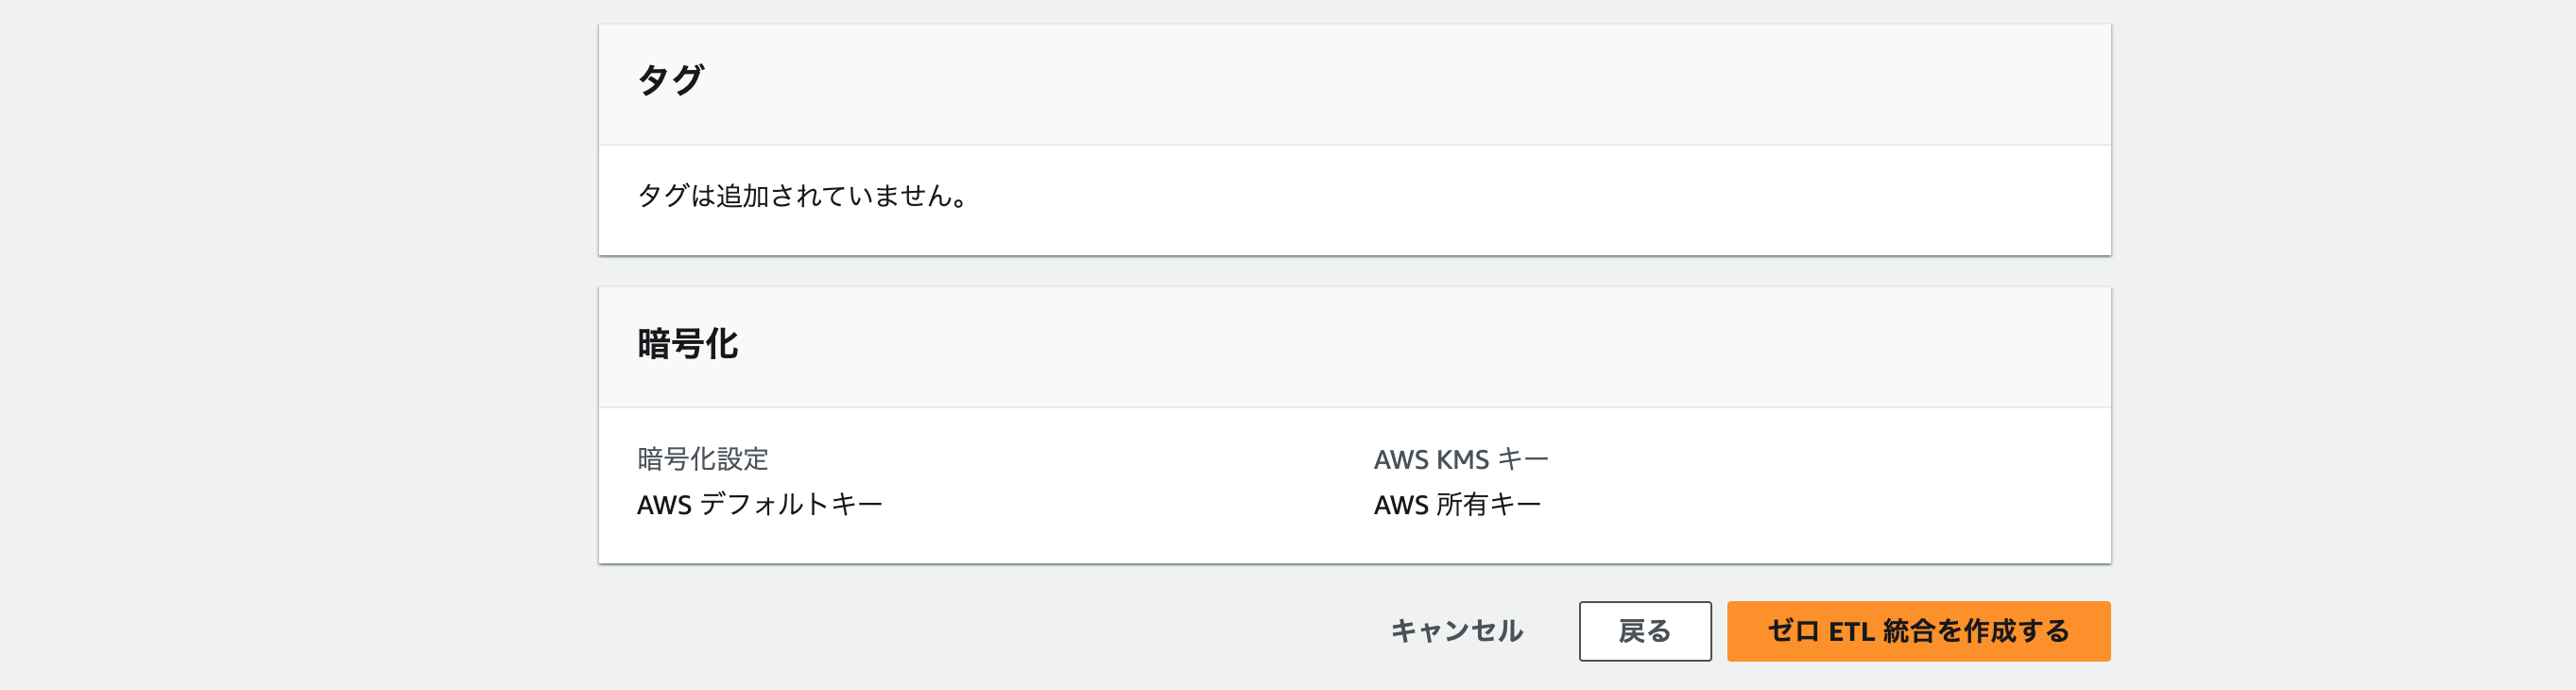 タグ
タグは追加されていません。
暗号化
暗号化設定
AWS デフォルトキー
AWS KMS キー
AWS 所有キー
キャンセル
戻る
ゼロ ETL 統合を作成する